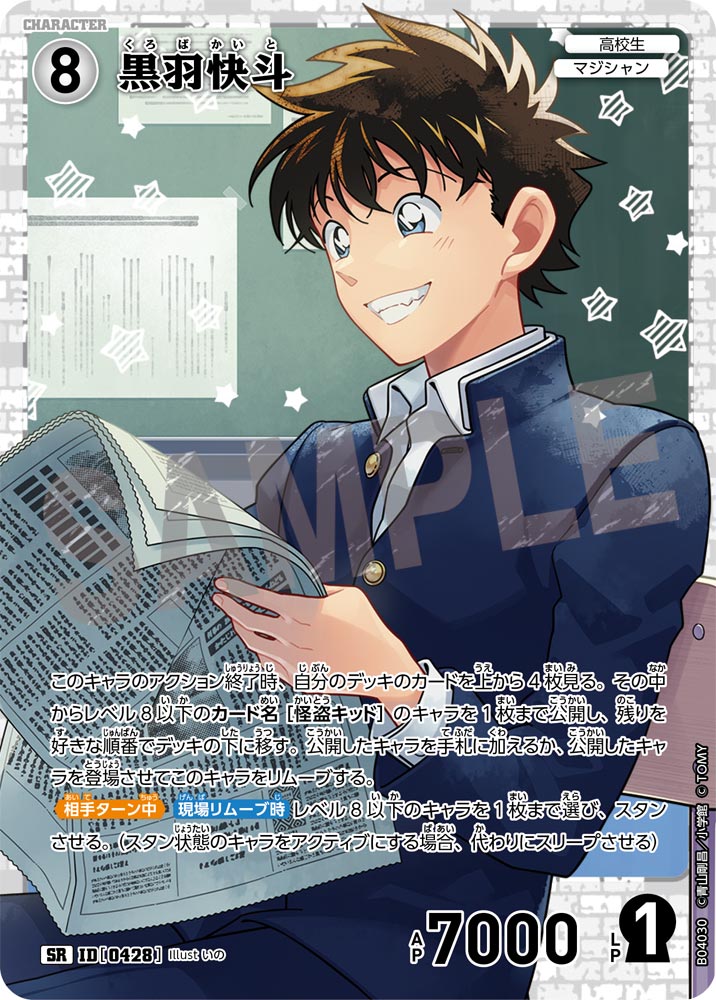 CHARACTER
8
くろばかいと
黒羽快斗
高校生
マジシャン
SAMPLE
このキャラのアクション終了時、自分のデッキのカードを上から4枚見る。その中
からレベル8以下のカード名［怪盗キッド］のキャラを1枚まで公開し、残りを
好きな順番でデッキの下に移す。公開したキャラを手札に加えるか、公開したキャ
ラを登場させてこのキャラをリムーブする。
相手ターン中 現場リムーブ時 レベル8以下のキャラを1枚まで選び、スタン
させる。（スタン状態のキャラをアクティブにする場合、代わりにスリープさせる）
SR ID[0428] Illust いの
AP 7000
LP 1
B04030 ©青山剛昌／小学館 ©TOMY